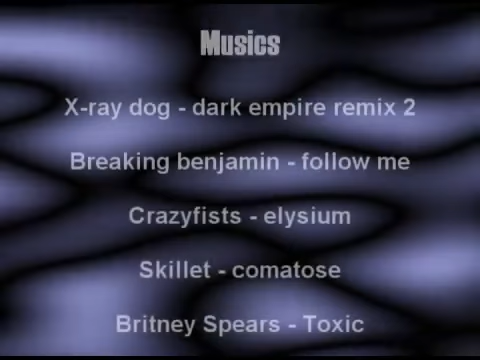 Musics
X-ray dog - dark empire remix 2
Breaking benjamin - follow me
Crazyfists - elysium
Skillet - comatose
Britney Spears - Toxic